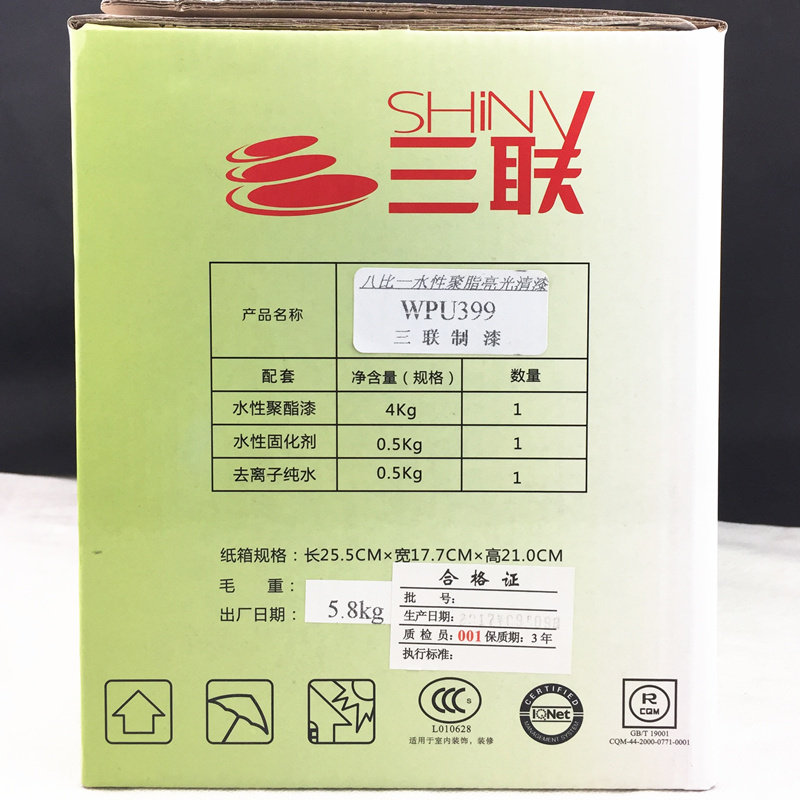 SHiNY
三联
产品名称
八比一水性聚脂亮光清漆
WPU399
三联制漆
配套 净含量（规格） 数量
水性聚酯漆 4Kg 1
水性固化剂 0.5Kg 1
去离子纯水 0.5Kg 1
纸箱规格：长25.5CM×宽17.7CM×高21.0CM
毛 重：
5.8kg
出厂日期：
合格证
批 号：
生产日期：
质检员：001 保质期：3年
执行标准：
CCC S
L010628
适用于室内装饰，装修
CERTIFIED
IQNet
MANAGEMENT SYSTEM
R
CQM
GB/T 19001
CQM-44-2000-0771-0001